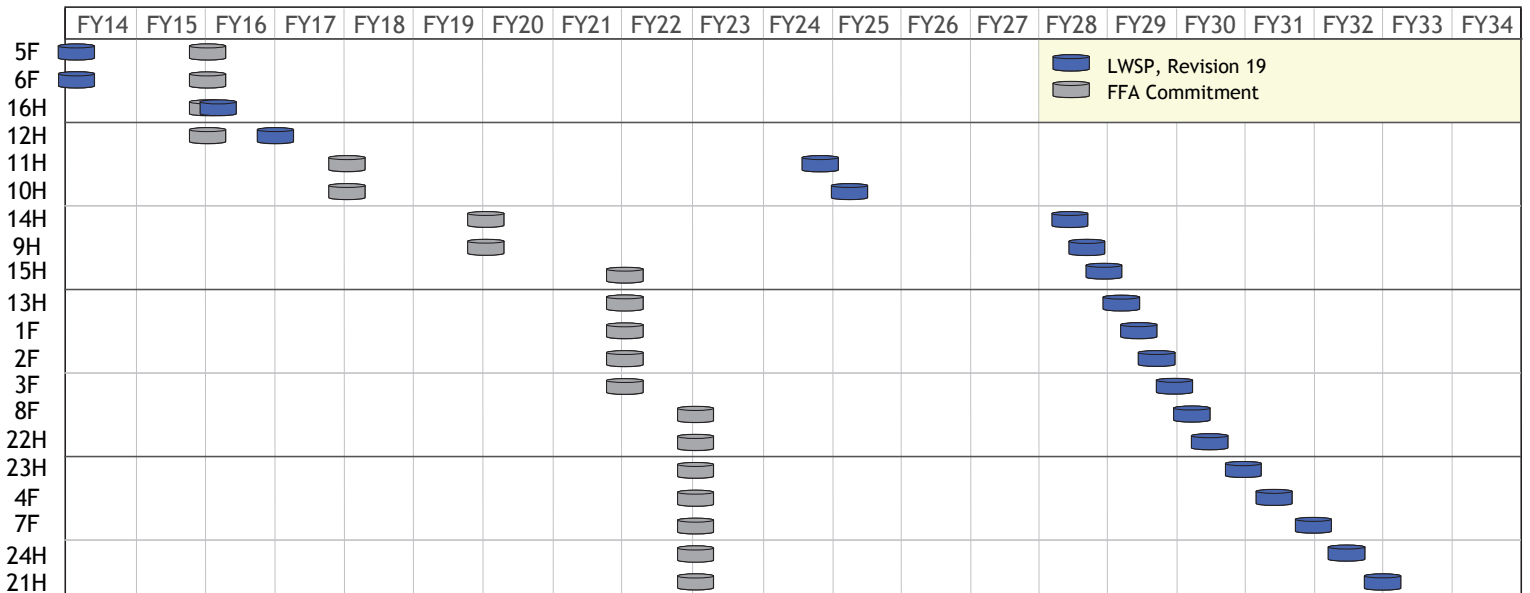 FY14 FY15 FY16 FY17 FY18 FY19 FY20 FY21 FY22 FY23 FY24 FY25 FY26 FY27 FY28 FY29 FY30 FY31 FY32 FY33 FY34
5F
LWSP, Revision 19
6F
FFA Commitment
16H
12H
11H
10H
14H
9H
15H
13H
1F
2F
3F
8F
22H
23H
4F
7F
24H
21H